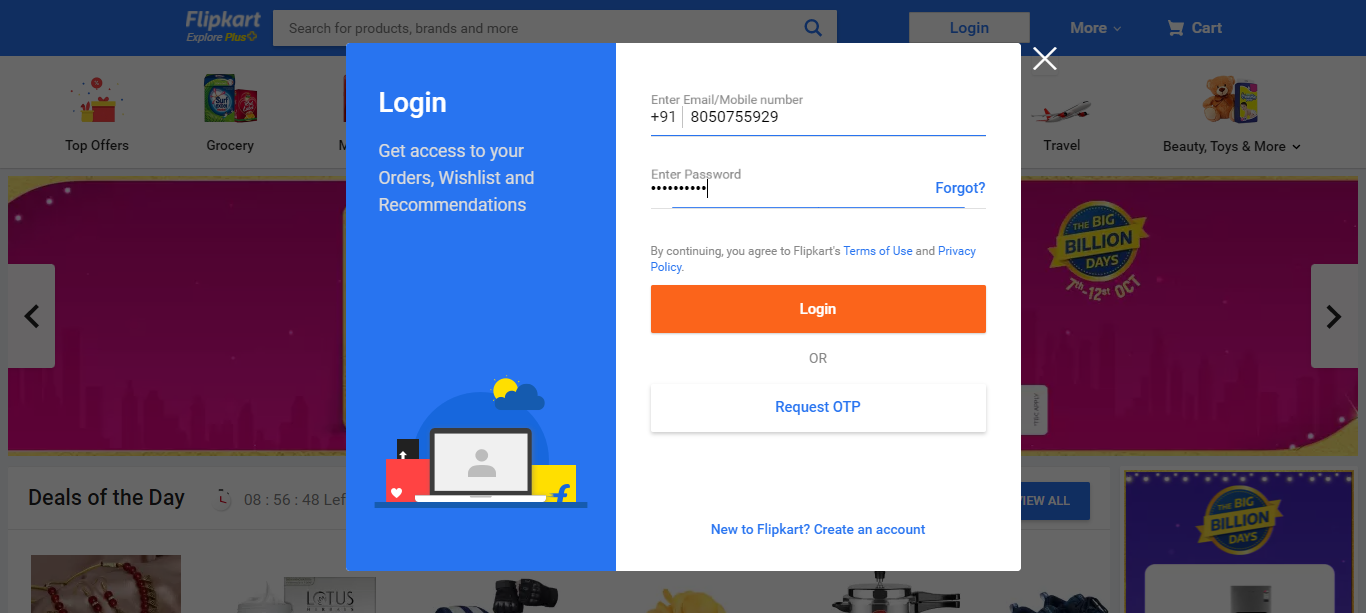 Flipkart
Explore Plus
Search for products, brands and more
Login
More
Cart
Top Offers
Grocery
Travel
Beauty, Toys & More
Login
Get access to your
Orders, Wishlist and
Recommendations
Enter Email/Mobile number
+91 8050755929
Enter Password
••••••••••
Forgot?
By continuing, you agree to Flipkart's Terms of Use and Privacy
Policy.
Login
OR
Request OTP
New to Flipkart? Create an account
THE BIG
BILLION
DAYS
7th-12st OCT
Deals of the Day
08 : 56 : 48 Lef
VIEW ALL
THE BIG
BILLION
DAYS
LOTUS
HERBALS